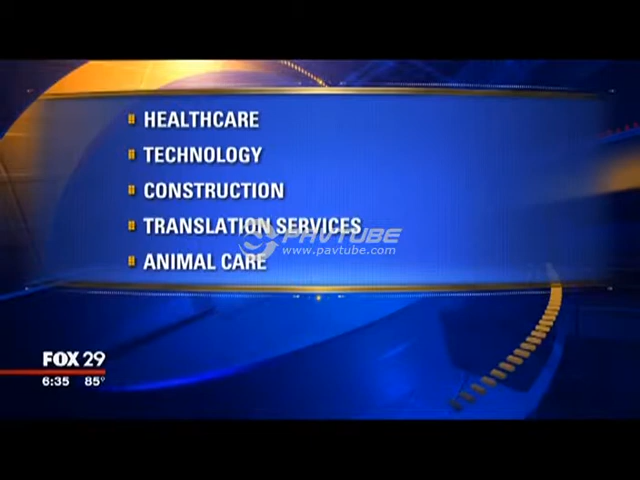 HEALTHCARE
TECHNOLOGY
CONSTRUCTION
TRANSLATION SERVICES
PAVTUBE
www.pavtube.com
ANIMAL CARE
FOX 29
6:35 85°